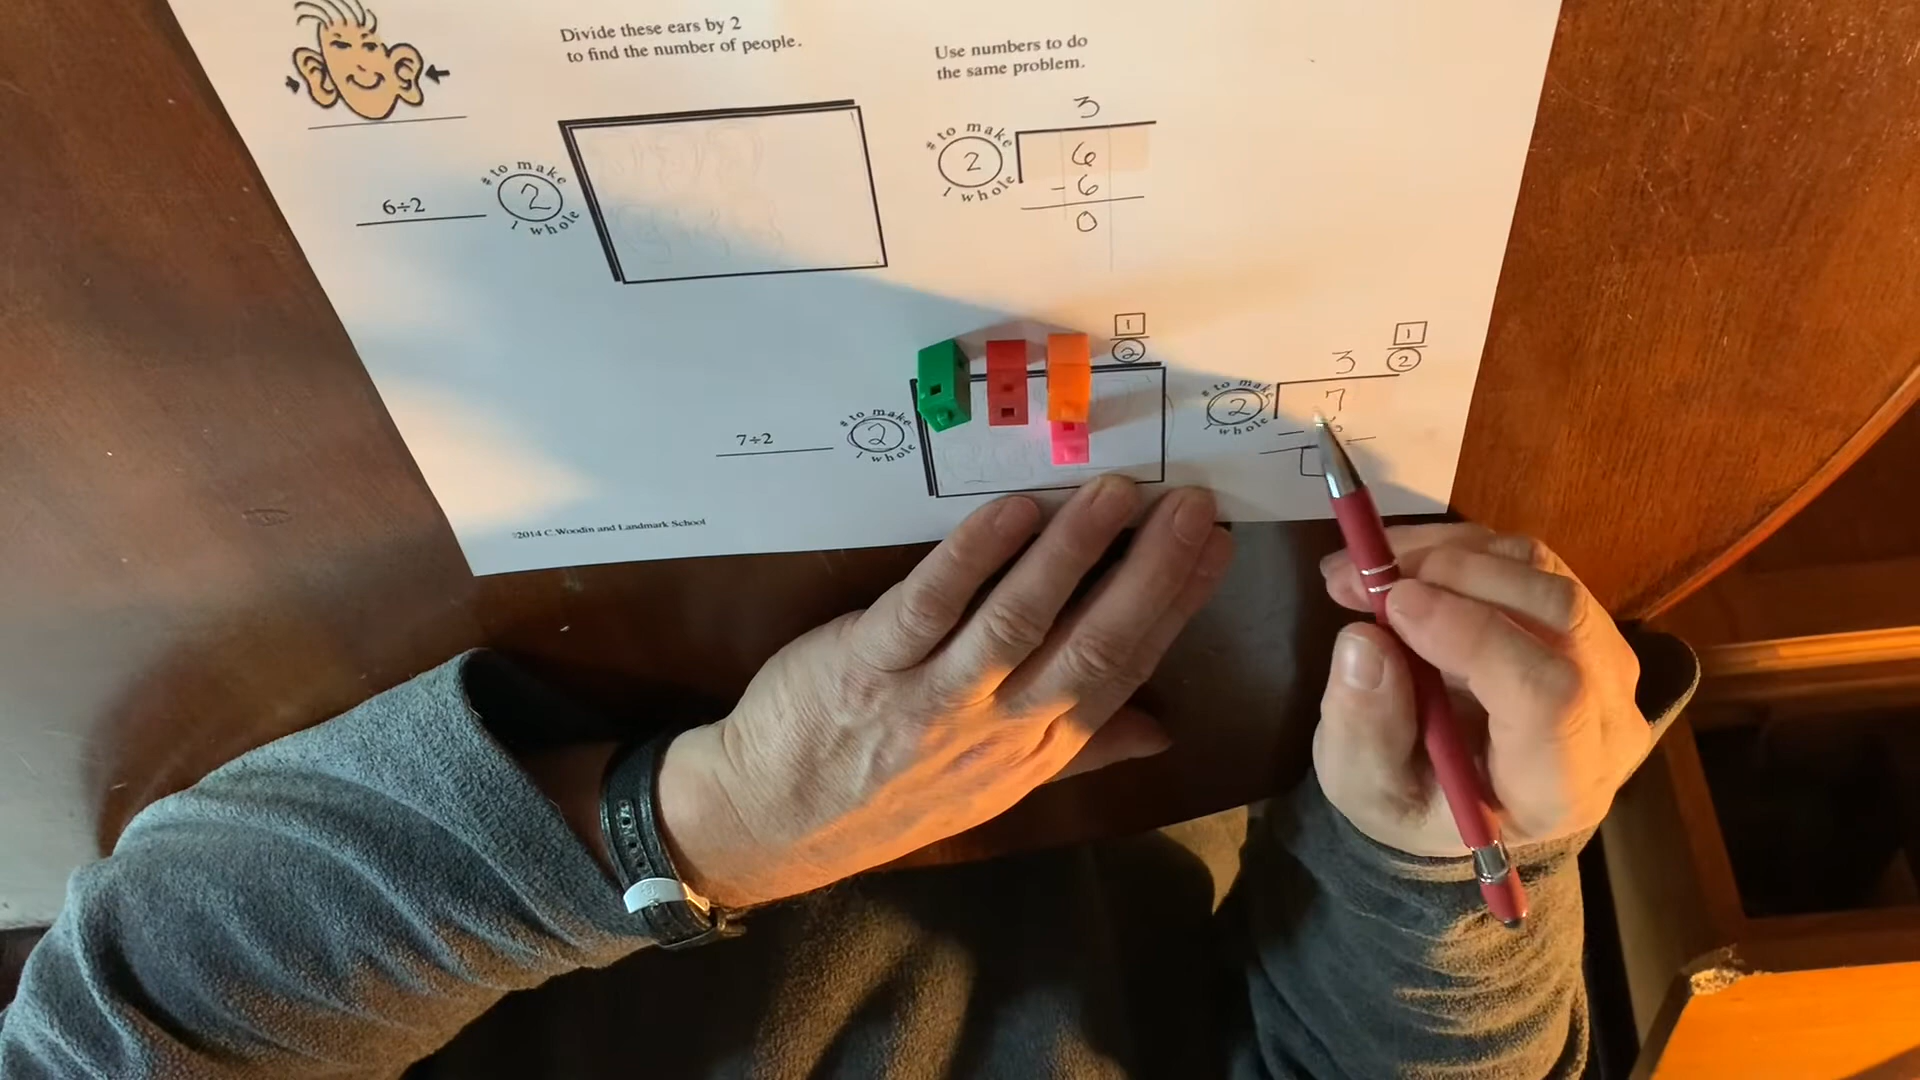 Divide these ears by 2
to find the number of people.
Use numbers to do
the same problem.
3
6÷2
# to make
2
1 whole
# to make
2
1 whole
6
- 6
0
1
2
3
1
2
7÷2
# to make
2
1 whole
# to make
2
1 whole
7
©2014 C.Woodin and Landmark School